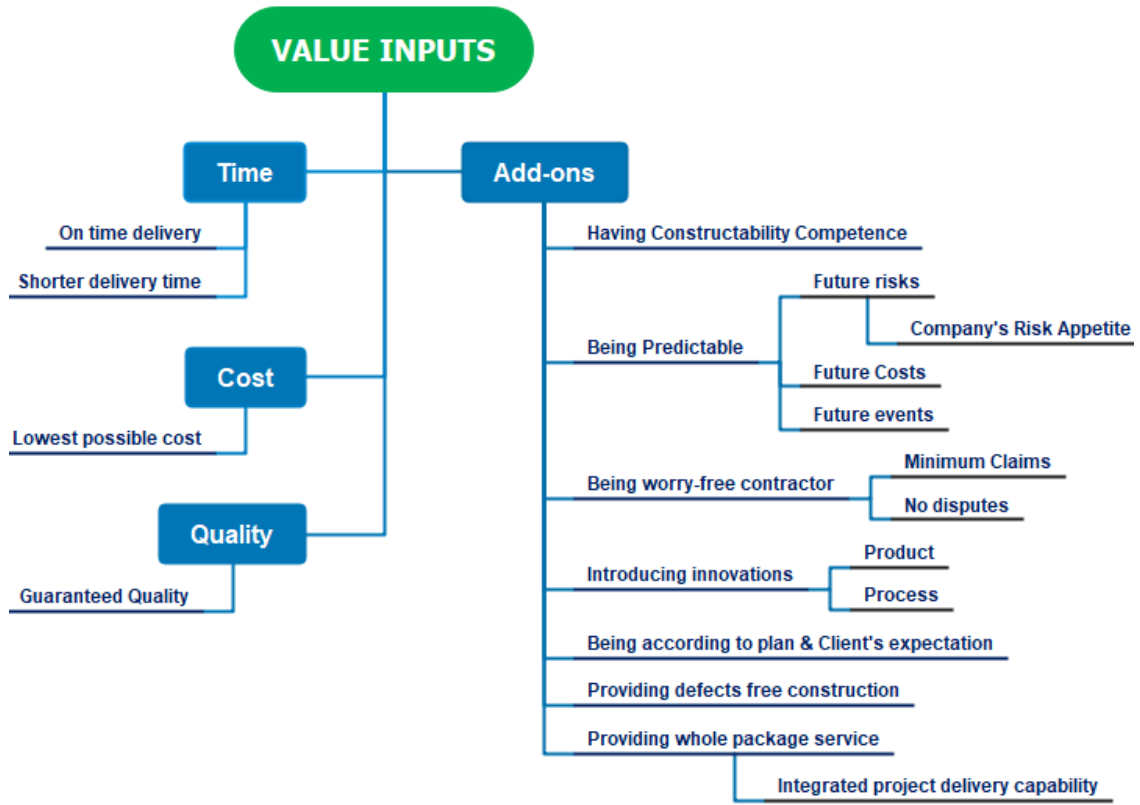 VALUE INPUTS
Time
On time delivery
Shorter delivery time
Cost
Lowest possible cost
Quality
Guaranteed Quality
Add-ons
Having Constructability Competence
Being Predictable
Future risks
Company's Risk Appetite
Future Costs
Future events
Being worry-free contractor
Minimum Claims
No disputes
Introducing innovations
Product
Process
Being according to plan & Client's expectation
Providing defects free construction
Providing whole package service
Integrated project delivery capability